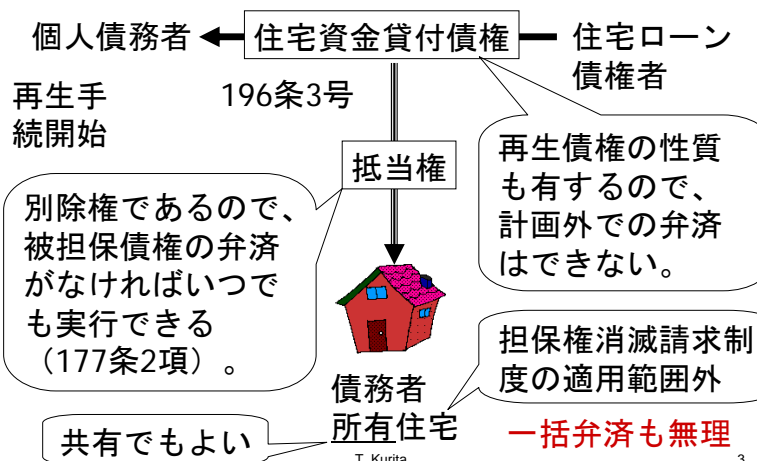 個人債務者
住宅資金貸付債権
住宅ローン
債権者
再生手
続開始
196条3号
抵当権
再生債権の性質
も有するので、
計画外での弁済
はできない。
別除権であるので、
被担保債権の弁済
がなければいつで
も実行できる
（177条2項）。
担保権消滅請求制
度の適用範囲外
債務者
所有住宅
共有でもよい
一括弁済も無理
T. Kurita
3